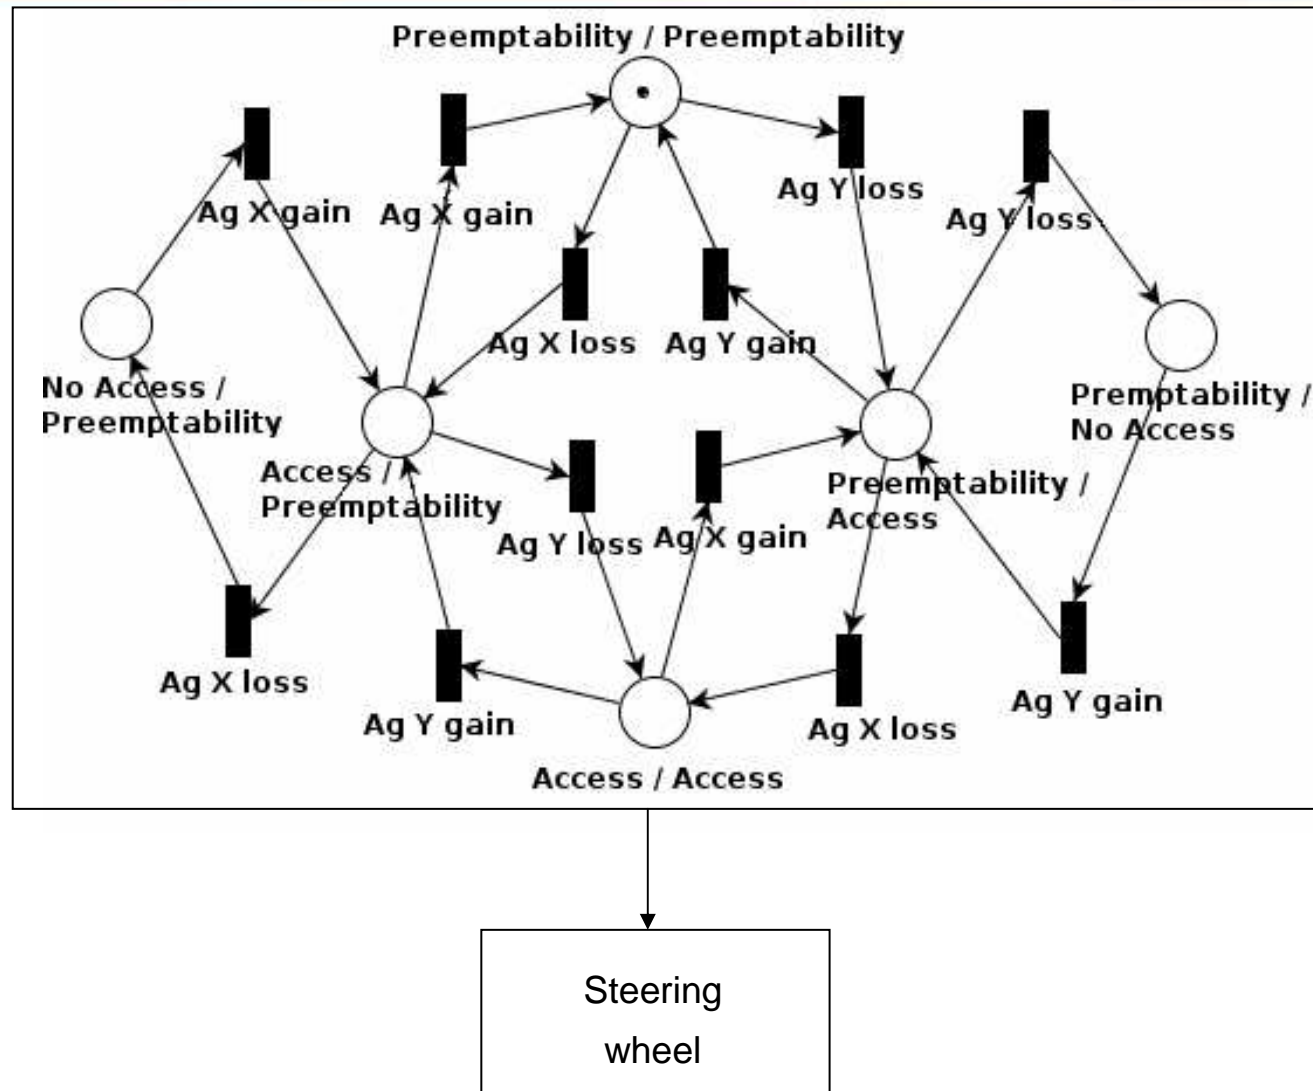 Preemptability / Preemptability
Ag X gain
Ag X gain
Ag Y loss
Ag Y loss
Ag X loss
Ag Y gain
No Access /
Preemptability
Access /
Preemptability
Premptability /
No Access
Preemptability /
Access
Ag Y loss
Ag X gain
Ag X loss
Ag Y gain
Ag X loss
Ag Y gain
Access / Access
Steering
wheel